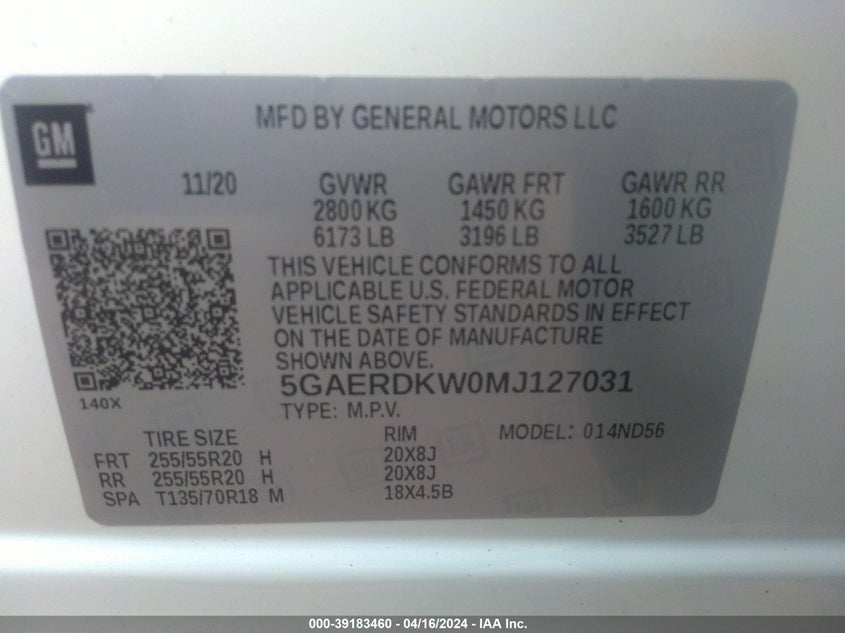 GM
MFD BY GENERAL MOTORS LLC
11/20 GVWR GAWR FRT GAWR RR
2800 KG 1450 KG 1600 KG
6173 LB 3196 LB 3527 LB
THIS VEHICLE CONFORMS TO ALL
APPLICABLE U.S. FEDERAL MOTOR
VEHICLE SAFETY STANDARDS IN EFFECT
ON THE DATE OF MANUFACTURE
SHOWN ABOVE.
140X
5GAERDKW0MJ127031
TYPE: M.P.V.
TIRE SIZE RIM MODEL: 014ND56
FRT 255/55R20 H 20X8J
RR 255/55R20 H 20X8J
SPA T135/70R18 M 18X4.5B
000-39183460 - 04/16/2024 - IAA Inc.